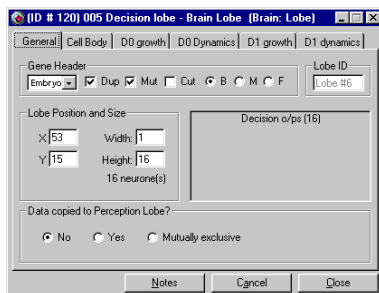 (ID # 120) 005 Decision lobe - Brain Lobe (Brain: Lobe)
General Cell Body D0 growth D0 Dynamics D1 growth D1 dynamics
Gene Header
Embryo Dup Mut Cut B M F
Lobe ID
Lobe #6
Lobe Position and Size
X 53 Width: 1
Y 15 Height: 16
16 neurone(s)
Decision o/ps (16)
Data copied to Perception Lobe?
No Yes Mutually exclusive
Notes Cancel Close